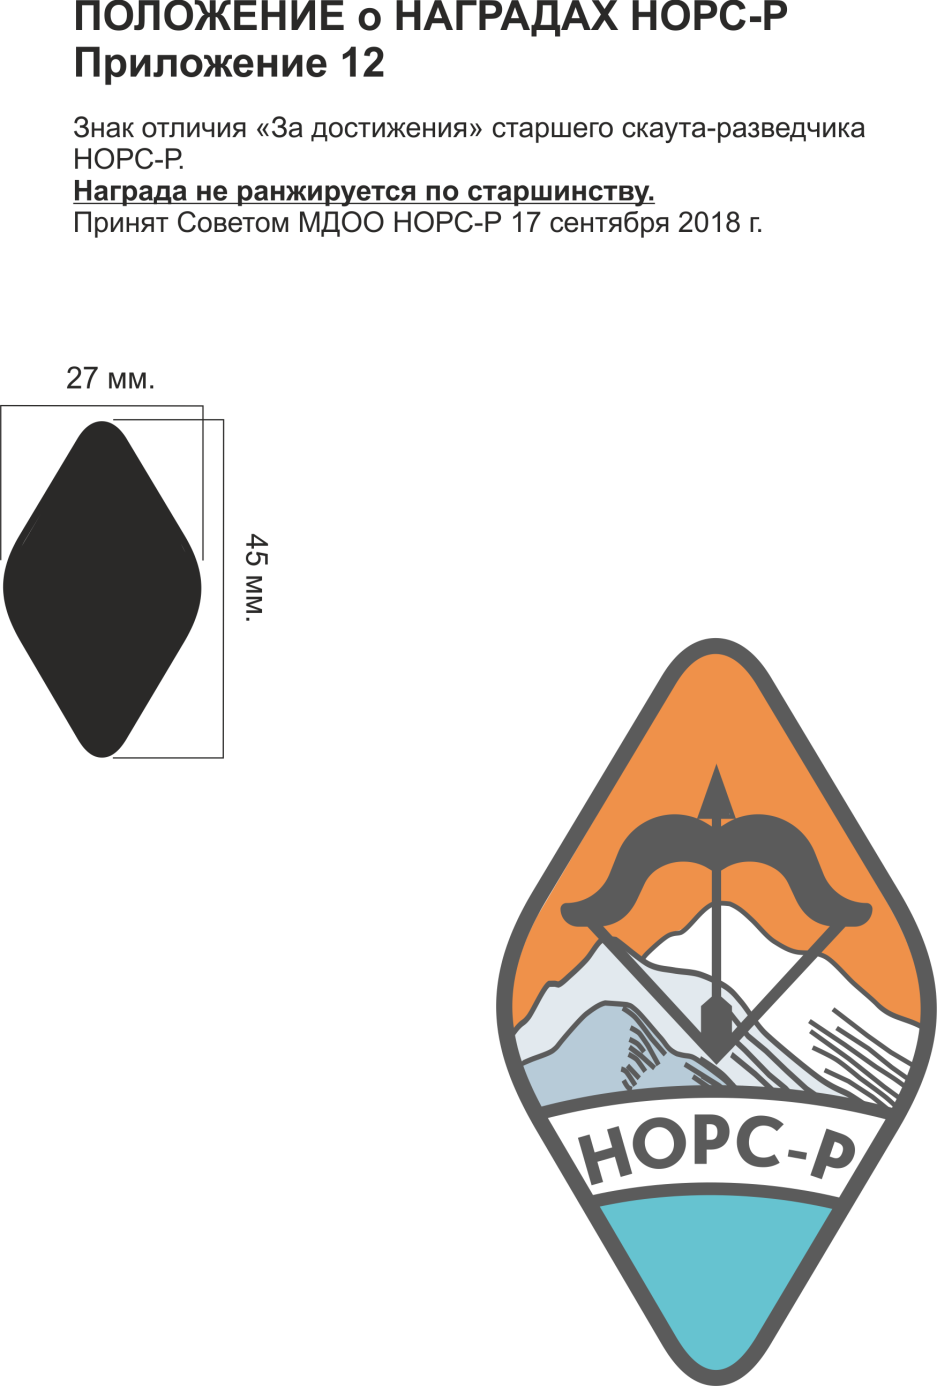 ПОЛОЖЕНИЕ о НАГРАДАХ НОРС-Р
Приложение 12
Знак отличия «За достижения» старшего скаута-разведчика
НОРС-Р.
Награда не ранжируется по старшинству.
Принят Советом МДОО НОРС-Р 17 сентября 2018 г.
27 мм.
45 мм.
НОРС-Р